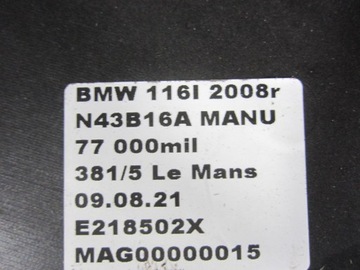 BMW 116I 2008r
N43B16A MANU
77 000mil
381/5 Le Mans
09.08.21
E218502X
MAG00000015